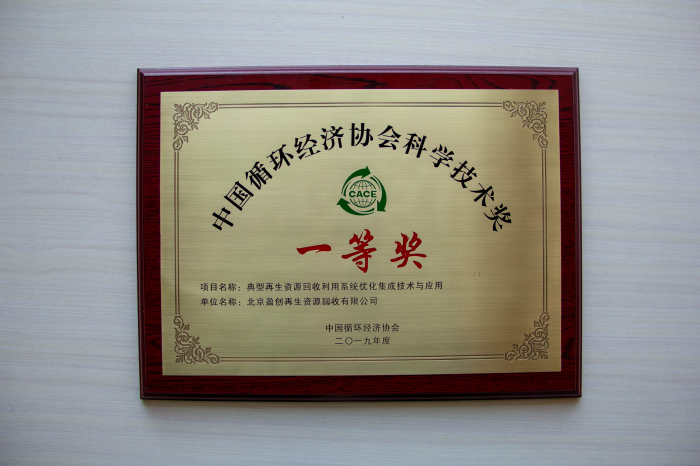 中国循环经济协会科学技术奖
CACE
一等奖
项目名称：典型再生资源回收利用系统优化集成技术与应用
单位名称：北京盈创再生资源回收有限公司
中国循环经济协会
二〇一九年度